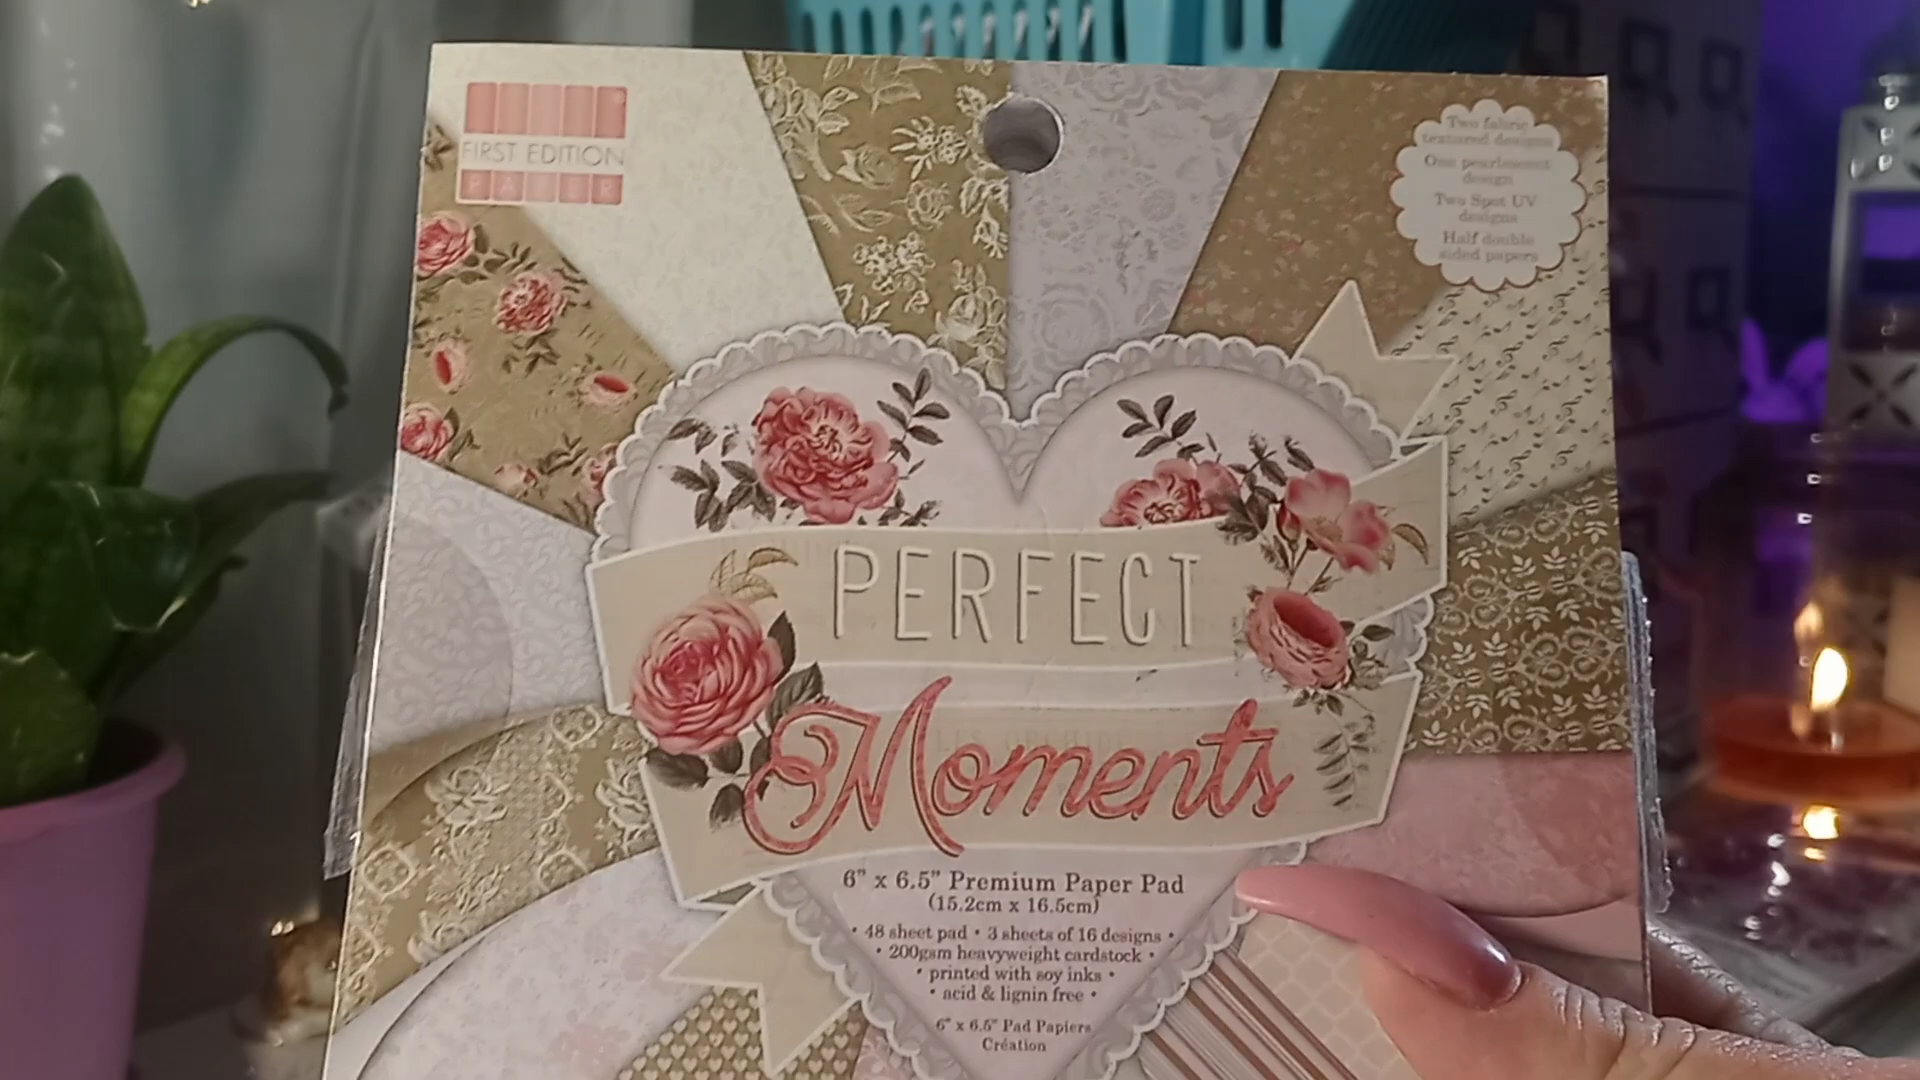 FIRST EDITION
PAPER
Two fabric
textured designs
One pearlescent
design
Two Spot UV
designs
Half double
sided papers
PERFECT
Moments
6" x 6.5" Premium Paper Pad
(15.2cm x 16.5cm)
• 48 sheet pad • 3 sheets of 16 designs •
• 200gsm heavyweight cardstock •
• printed with soy inks •
• acid & lignin free •
6" x 6.5" Pad Papiers
Création